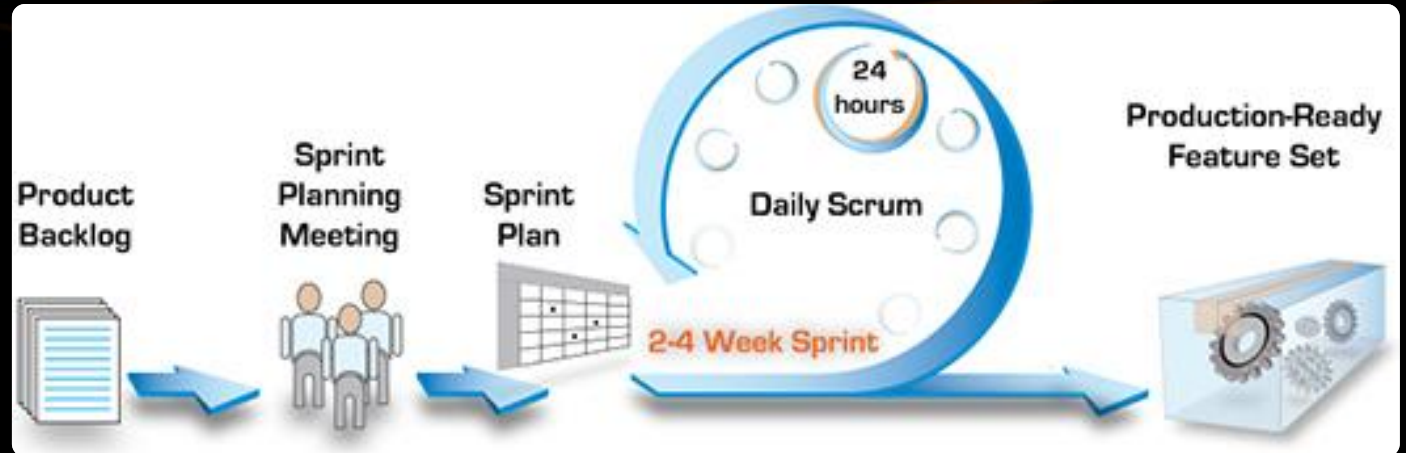 Product
Backlog
Sprint
Planning
Meeting
Sprint
Plan
24
hours
Daily Scrum
2-4 Week Sprint
Production-Ready
Feature Set